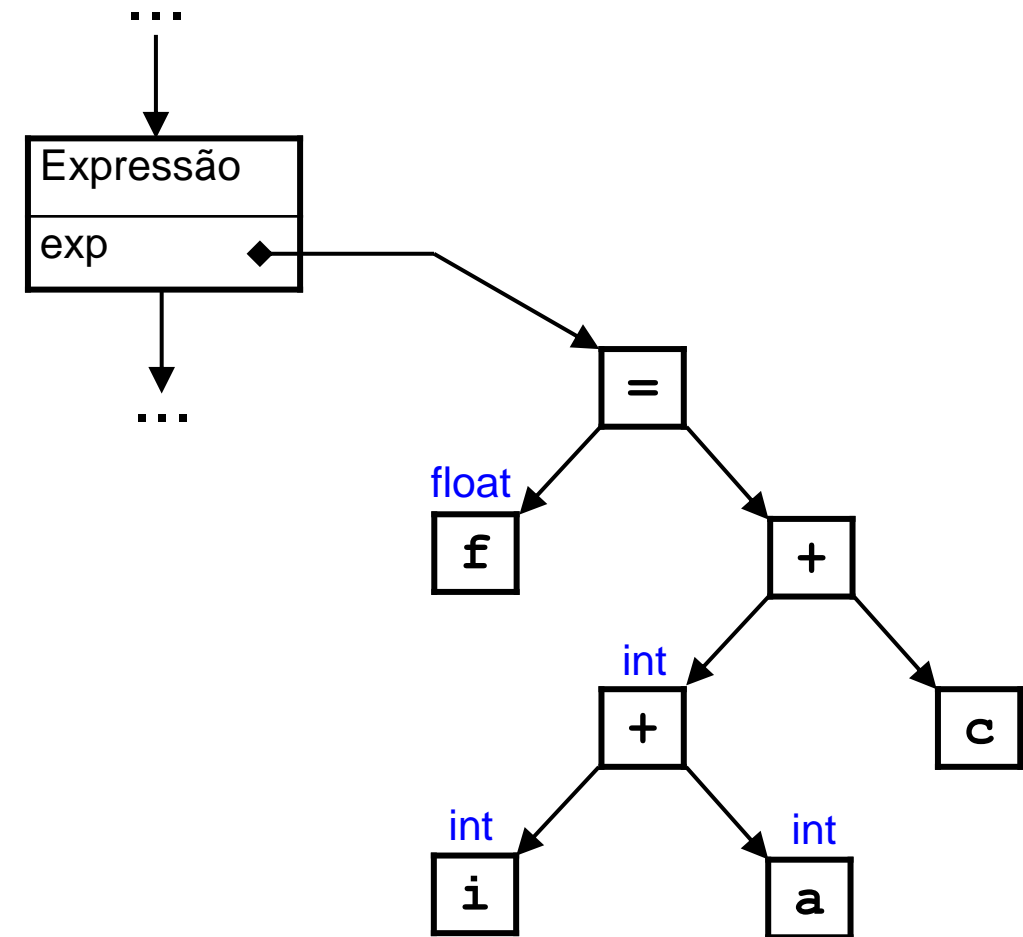 ...
Expressão
exp
...
=
float
f
+
int
+
c
int
int
i
a